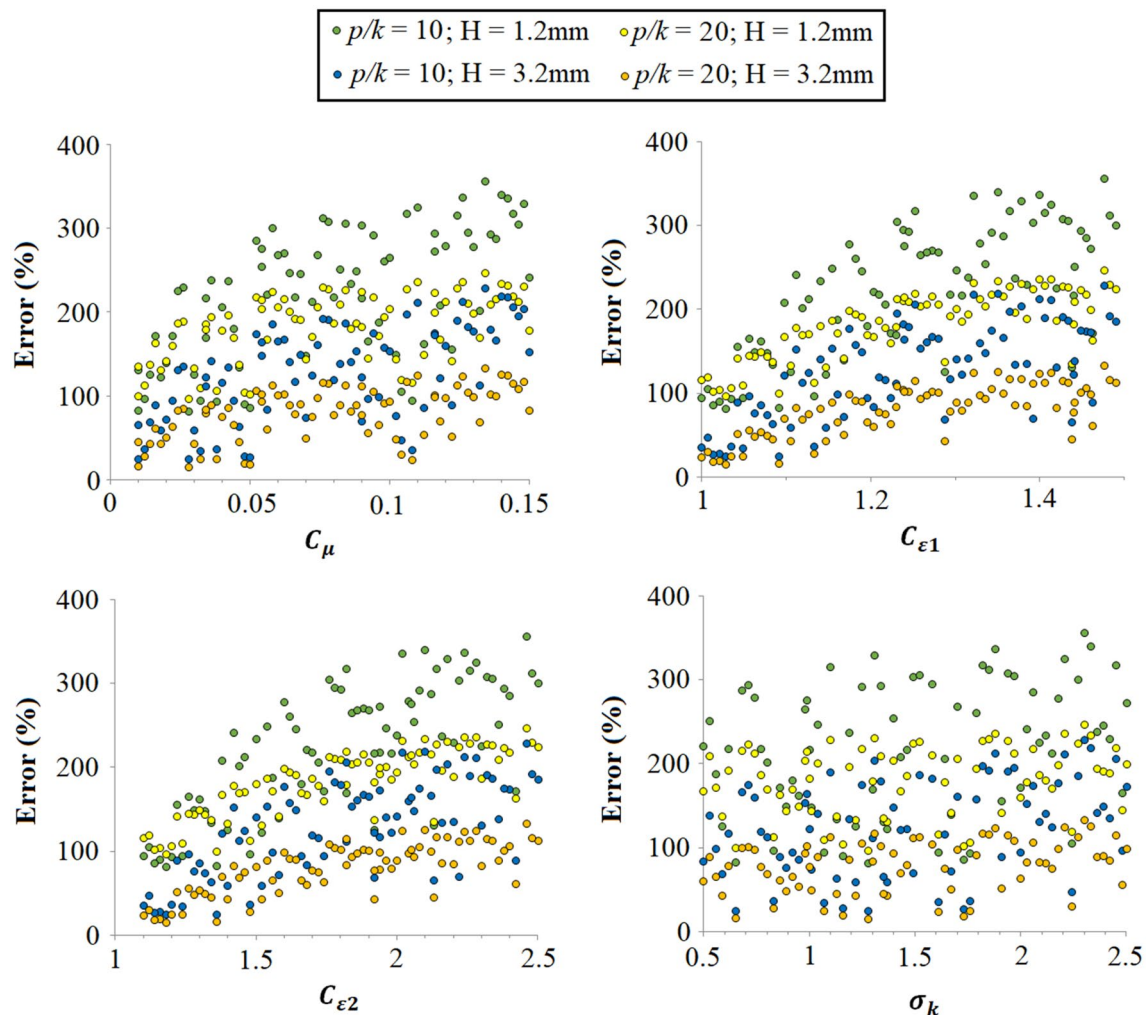 p/k = 10; H = 1.2mm p/k = 20; H = 1.2mm
p/k = 10; H = 3.2mm p/k = 20; H = 3.2mm
400
300
200
100
0
Error (%)
0 0.05 0.1 0.15
Cμ
400
300
200
100
0
Error (%)
1 1.2 1.4
Cε1
400
300
200
100
0
Error (%)
1 1.5 2 2.5
Cε2
400
300
200
100
0
Error (%)
0.5 1 1.5 2 2.5
σk